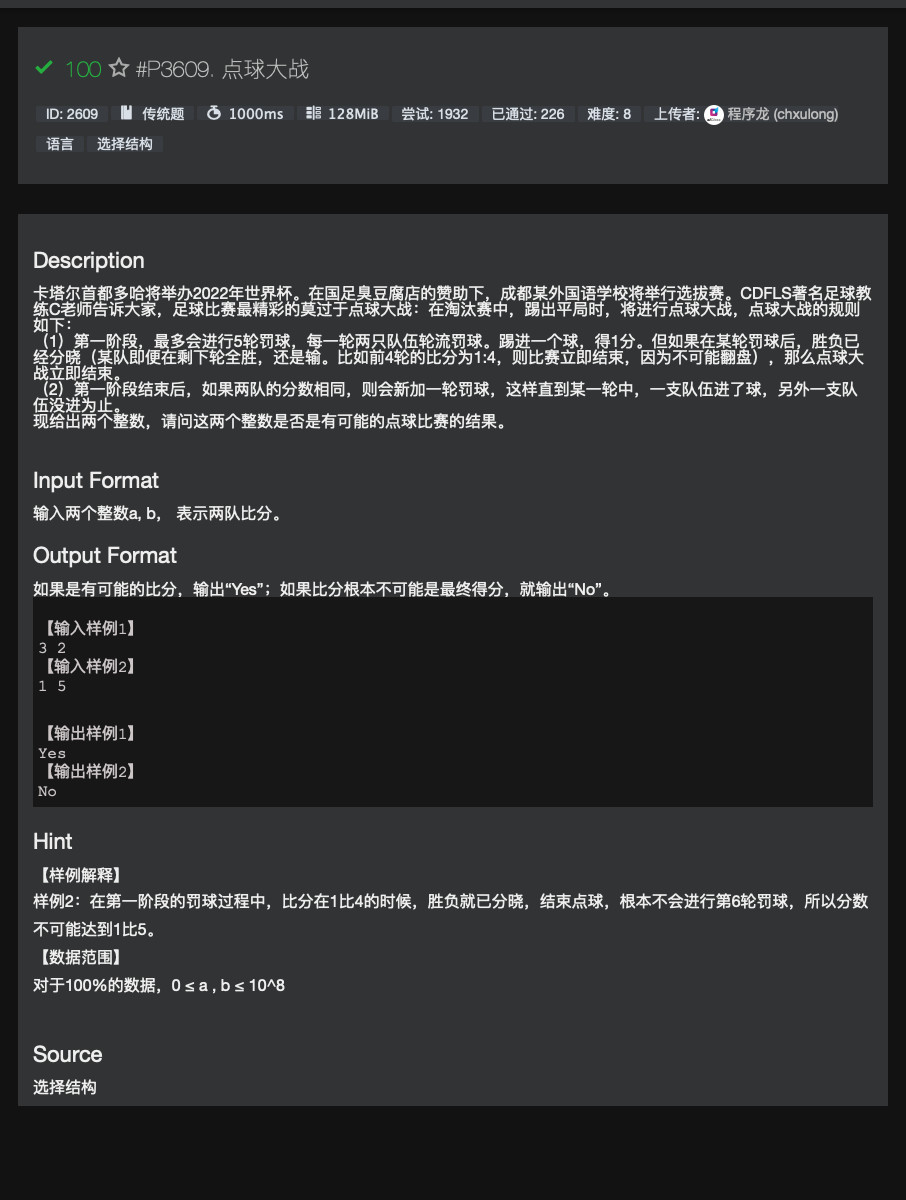 100 #P3609. 点球大战
ID: 2609 传统题 1000ms 128MiB 尝试: 1932 已通过: 226 难度: 8 上传者: 程序龙 (chxulong)
语言 选择结构
Description
卡塔尔首都多哈将举办2022年世界杯。在国足臭豆腐店的赞助下，成都某外国语学校将举行选拔赛。CDFLS著名足球教
练C老师告诉大家，足球比赛最精彩的莫过于点球大战：在淘汰赛中，踢出平局时，将进行点球大战，点球大战的规则
如下：
（1）第一阶段，最多会进行5轮罚球，每一轮两只队伍轮流罚球。踢进一个球，得1分。但如果在某轮罚球后，胜负已
经分晓（某队即便在剩下轮全胜，还是输。比如前4轮的比分为1:4，则比赛立即结束，因为不可能翻盘），那么点球大
战立即结束。
（2）第一阶段结束后，如果两队的分数相同，则会新加一轮罚球，这样直到某一轮中，一支队伍进了球，另外一支队
伍没进为止。
现给出两个整数，请问这两个整数是否是有可能的点球比赛的结果。
Input Format
输入两个整数a, b， 表示两队比分。
Output Format
如果是有可能的比分，输出“Yes”；如果比分根本不可能是最终得分，就输出“No”。
【输入样例1】
3 2
【输入样例2】
1 5
【输出样例1】
Yes
【输出样例2】
No
Hint
【样例解释】
样例2：在第一阶段的罚球过程中，比分在1比4的时候，胜负就已分晓，结束点球，根本不会进行第6轮罚球，所以分数
不可能达到1比5。
【数据范围】
对于100%的数据，0 ≤ a , b ≤ 10^8
Source
选择结构